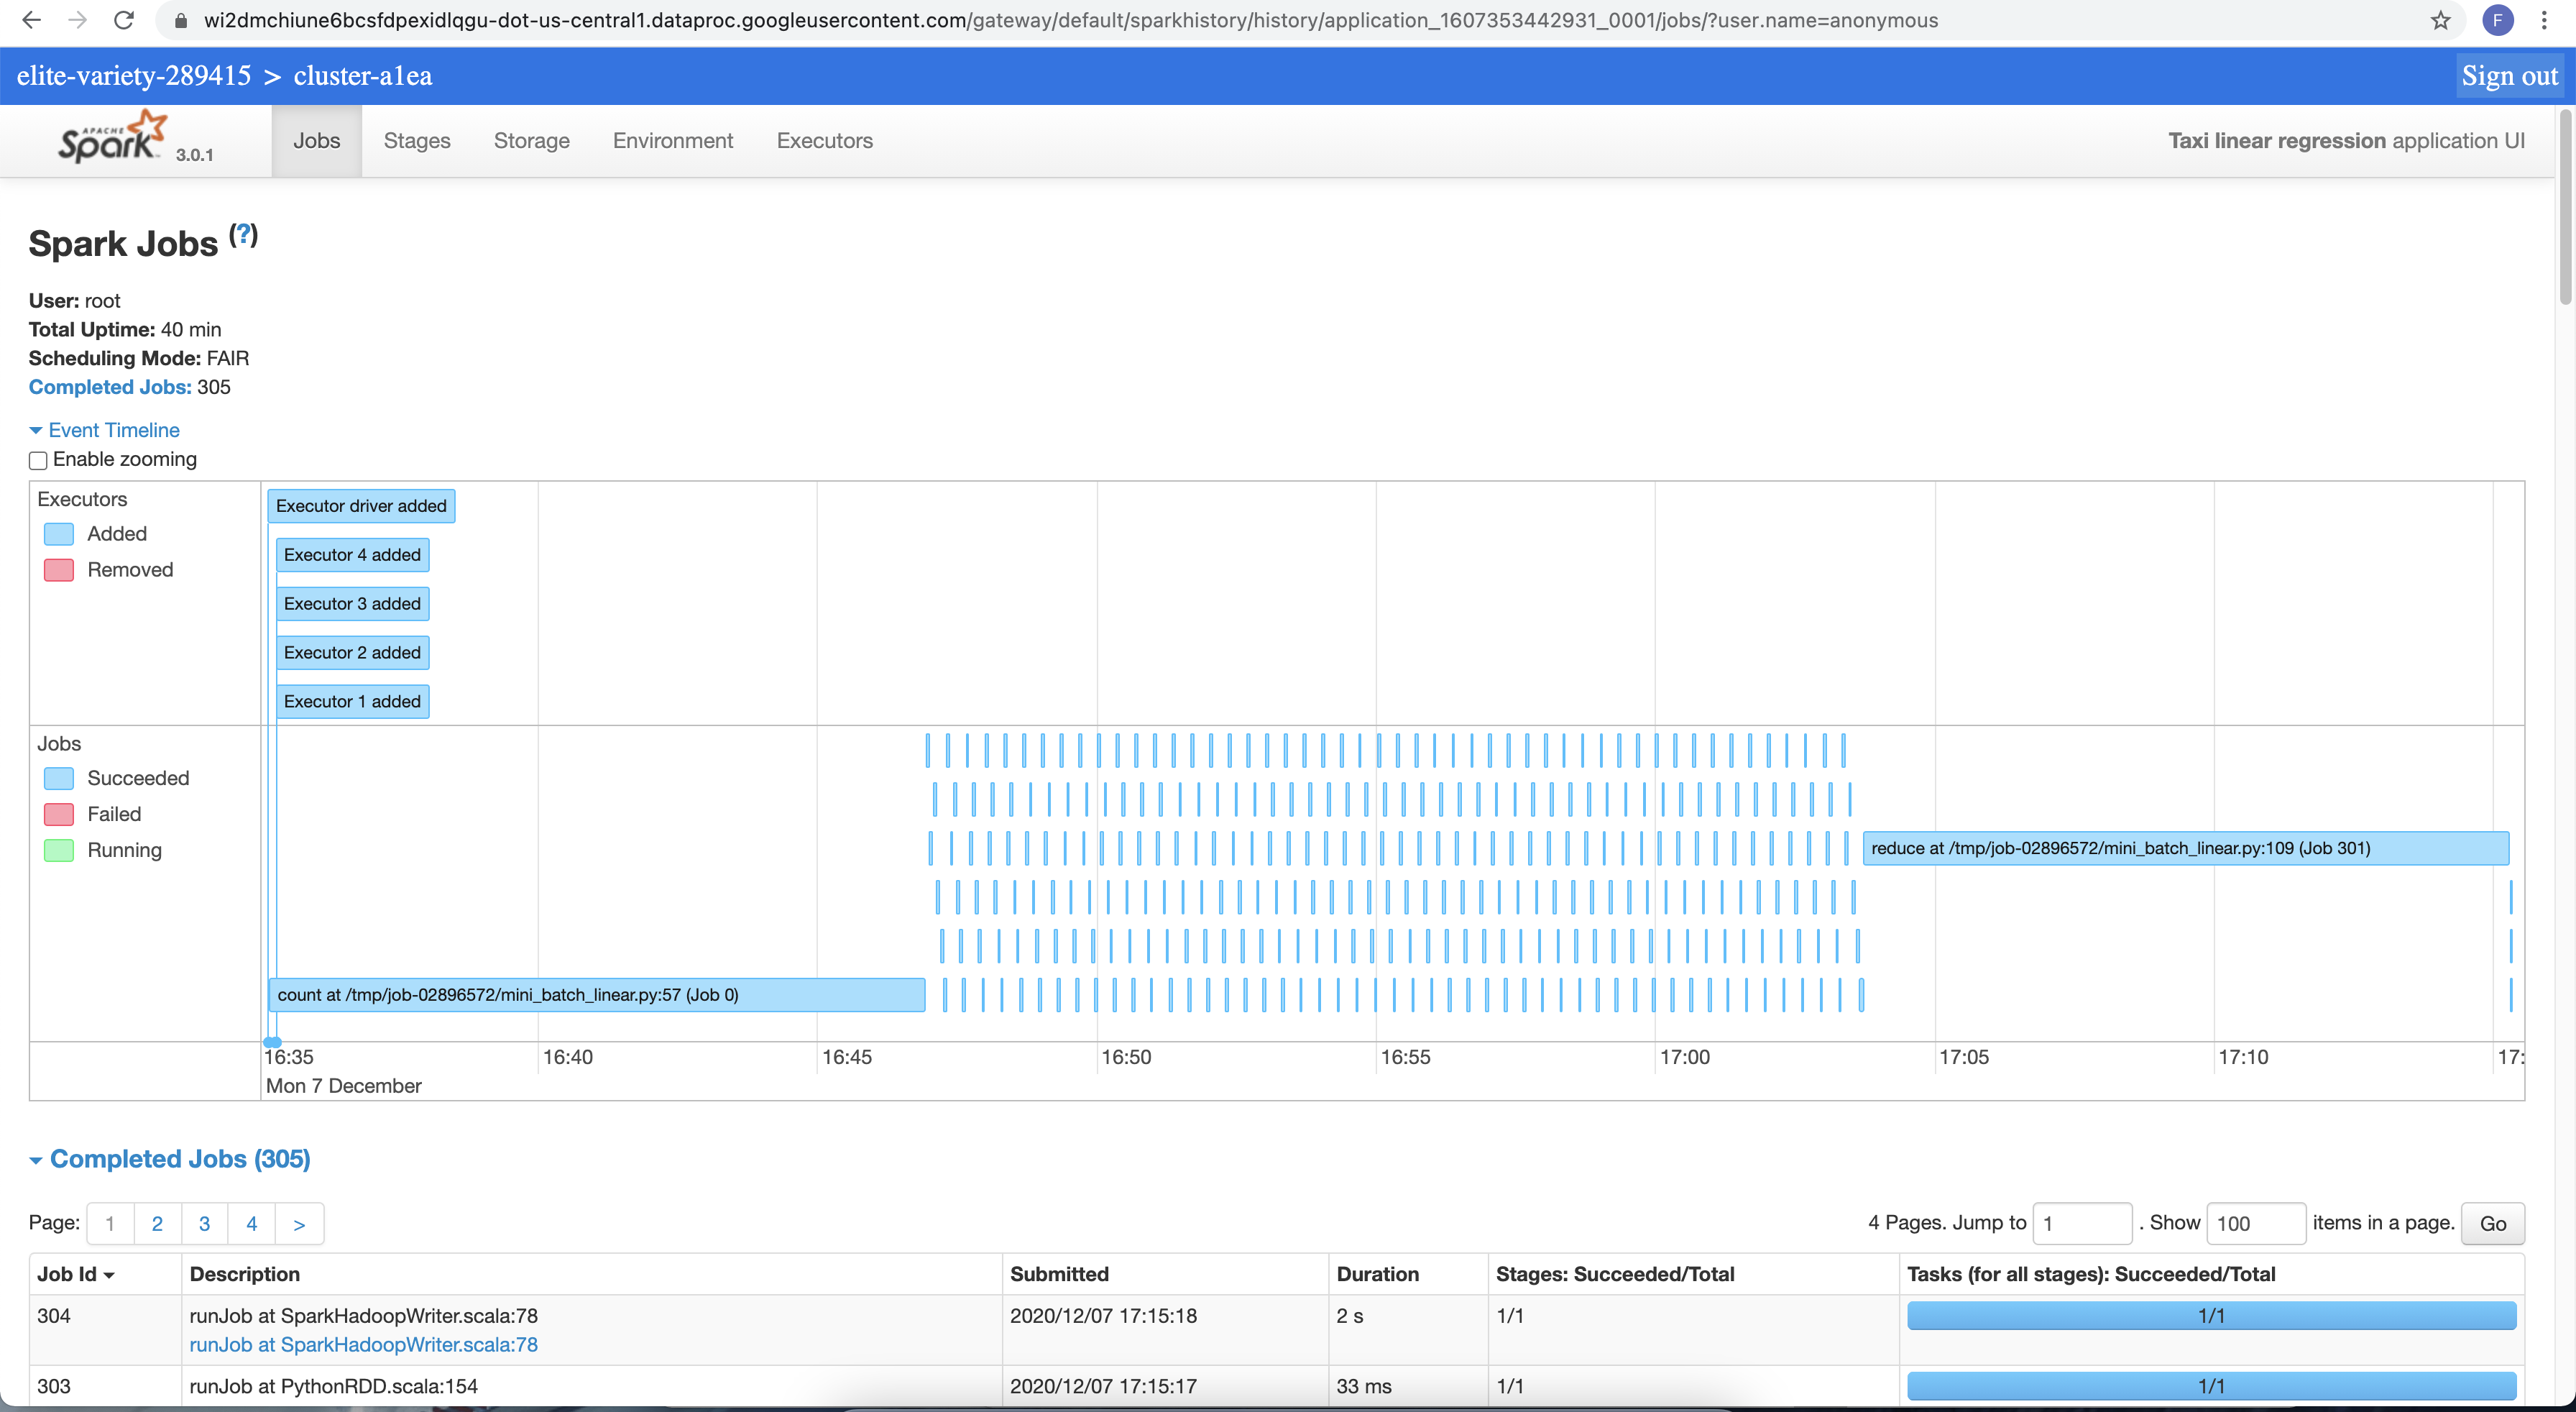 wi2dmchiune6bcsfdpexidlqgu-dot-us-central1.dataproc.googleusercontent.com/gateway/default/sparkhistory/history/application_1607353442931_0001/jobs/?user.name=anonymous
F
elite-variety-289415 > cluster-a1ea
Sign out
APACHE Spark 3.0.1
Jobs
Stages
Storage
Environment
Executors
Taxi linear regression application UI
Spark Jobs (?)
User: root
Total Uptime: 40 min
Scheduling Mode: FAIR
Completed Jobs: 305
Event Timeline
Enable zooming
Executors
Added
Removed
Executor driver added
Executor 4 added
Executor 3 added
Executor 2 added
Executor 1 added
Jobs
Succeeded
Failed
Running
reduce at /tmp/job-02896572/mini_batch_linear.py:109 (Job 301)
count at /tmp/job-02896572/mini_batch_linear.py:57 (Job 0)
16:35 16:40 16:45 16:50 16:55 17:00 17:05 17:10 17:
Mon 7 December
Completed Jobs (305)
Page: 1 2 3 4 >
4 Pages. Jump to 1 . Show 100 items in a page. Go
Job Id Description Submitted Duration Stages: Succeeded/Total Tasks (for all stages): Succeeded/Total
304 runJob at SparkHadoopWriter.scala:78 2020/12/07 17:15:18 2 s 1/1 1/1
runJob at SparkHadoopWriter.scala:78
303 runJob at PythonRDD.scala:154 2020/12/07 17:15:17 33 ms 1/1 1/1